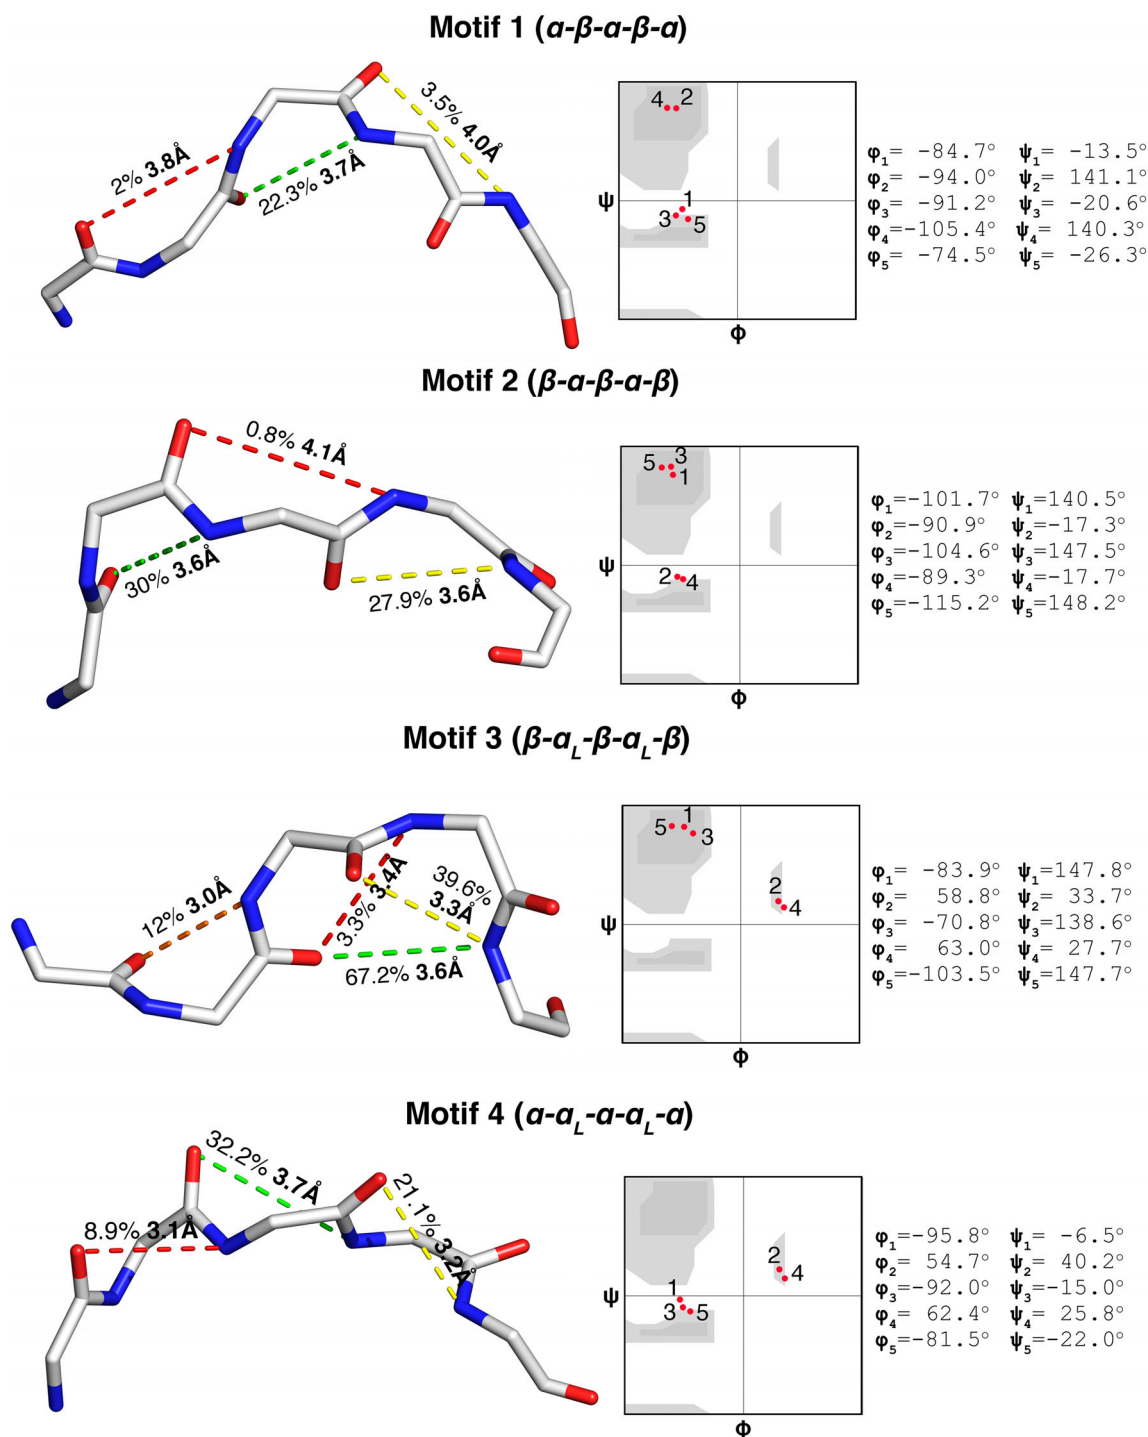 Motif 1 (α-β-α-β-α)
2% 3.8Å
22.3% 3.7Å
3.5% 4.0Å
4 2
1
3 5
ψ
Φ
φ1= -84.7° ψ1= -13.5°
φ2= -94.0° ψ2= 141.1°
φ3= -91.2° ψ3= -20.6°
φ4=-105.4° ψ4= 140.3°
φ5= -74.5° ψ5= -26.3°
Motif 2 (β-α-β-α-β)
0.8% 4.1Å
30% 3.6Å
27.9% 3.6Å
5 3
1
2 4
ψ
Φ
φ1=-101.7° ψ1=140.5°
φ2=-90.9° ψ2=-17.3°
φ3=-104.6° ψ3=147.5°
φ4=-89.3° ψ4=-17.7°
φ5=-115.2° ψ5=148.2°
Motif 3 (β-αL-β-αL-β)
12% 3.0Å
3.3% 3.4Å
39.6%
3.3Å
67.2% 3.6Å
1
5 3
2
4
ψ
Φ
φ1= -83.9° ψ1=147.8°
φ2= 58.8° ψ2= 33.7°
φ3= -70.8° ψ3=138.6°
φ4= 63.0° ψ4= 27.7°
φ5=-103.5° ψ5=147.7°
Motif 4 (α-αL-α-αL-α)
32.2% 3.7Å
8.9% 3.1Å
21.1% 3.2Å
2
4
1
3 5
ψ
Φ
φ1=-95.8° ψ1= -6.5°
φ2= 54.7° ψ2= 40.2°
φ3=-92.0° ψ3=-15.0°
φ4= 62.4° ψ4= 25.8°
φ5=-81.5° ψ5=-22.0°